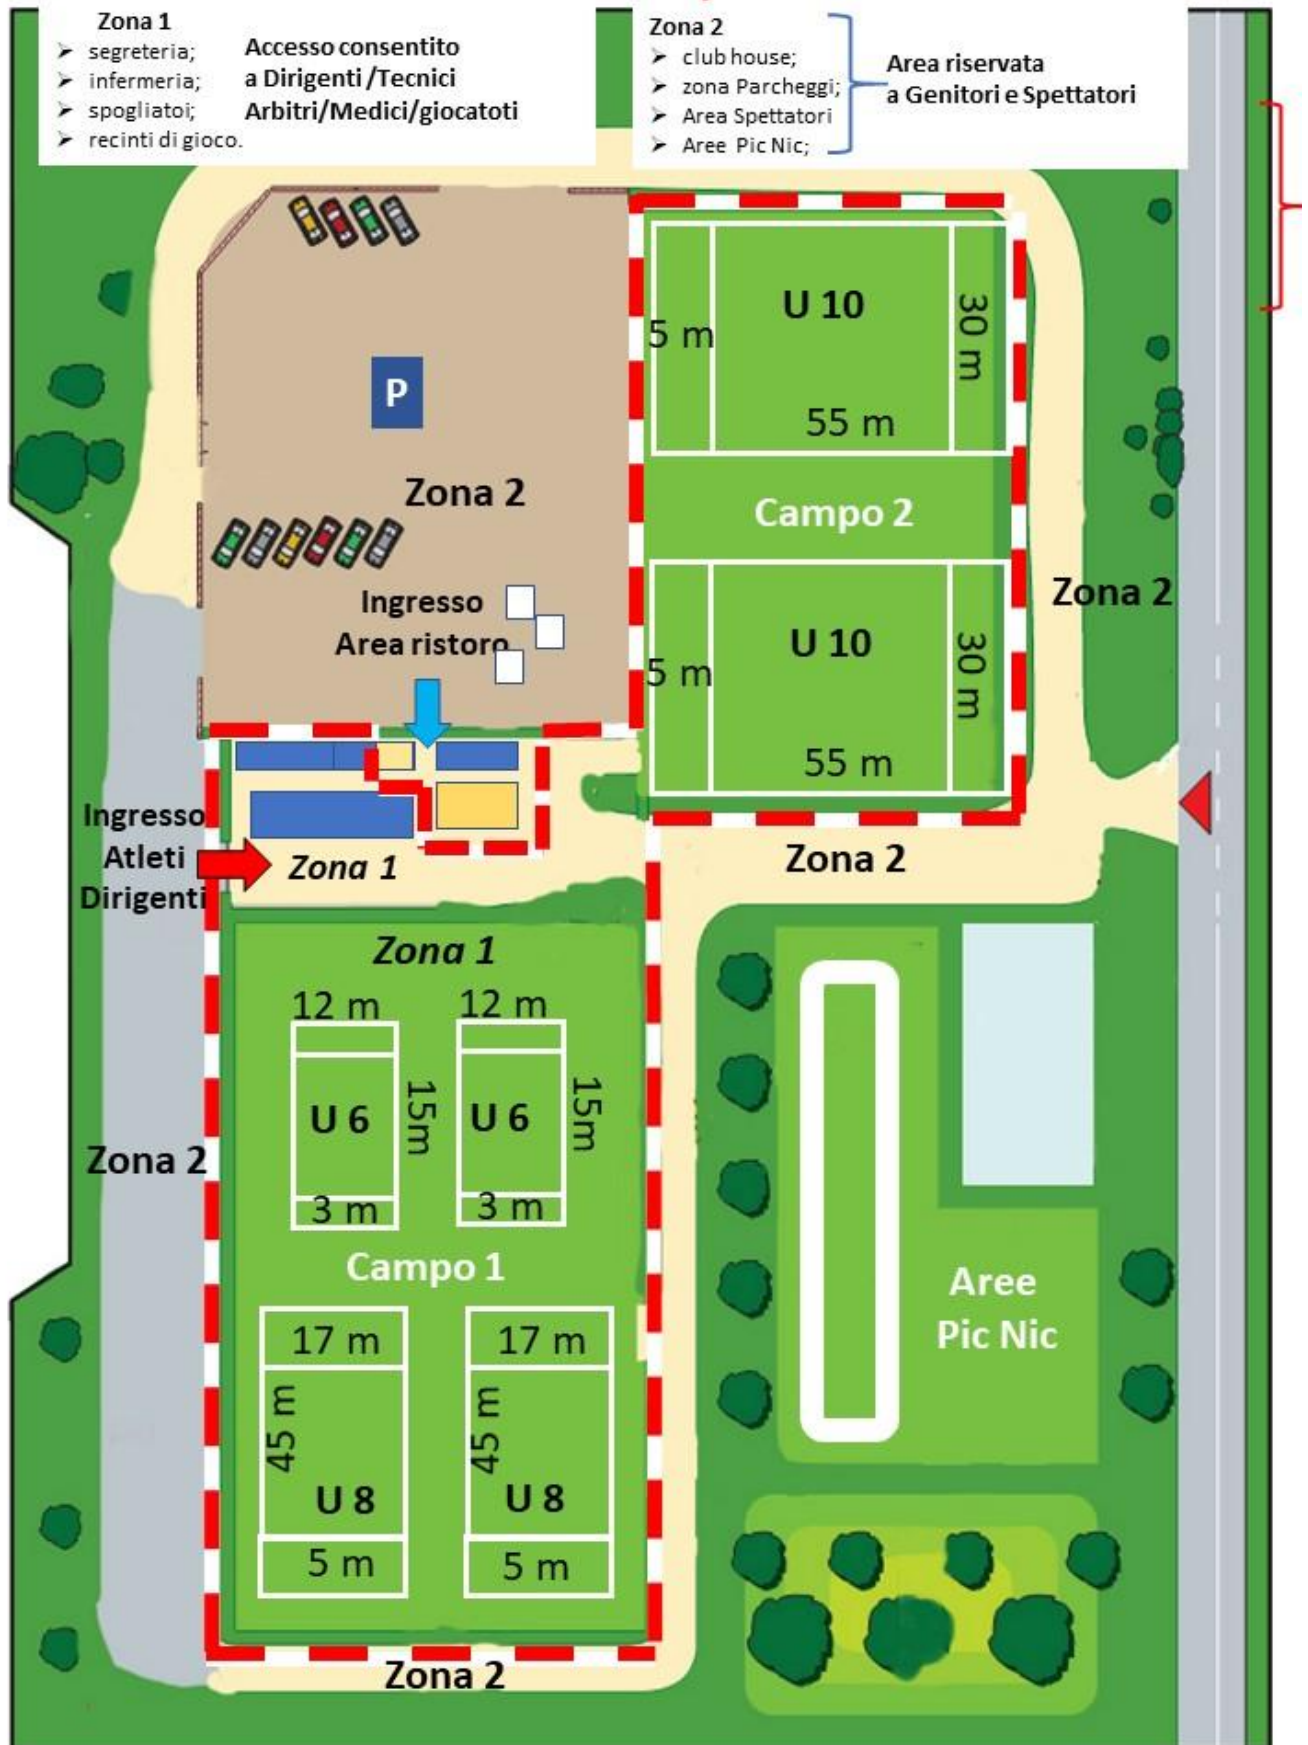 Zona 1
➤ segreteria;
➤ infermeria;
➤ spogliatoi;
➤ recinti di gioco.
Accesso consentito
a Dirigenti /Tecnici
Arbitri/Medici/giocatoti
Zona 2
➤ club house;
➤ zona Parcheggi;
➤ Area Spettatori
➤ Aree Pic Nic;
Area riservata
a Genitori e Spettatori
P
Zona 2
Ingresso
Area ristoro
U 10
5 m
30 m
55 m
Campo 2
U 10
5 m
30 m
55 m
Zona 2
Ingresso
Atleti
Dirigenti
Zona 1
Zona 2
Zona 1
12 m
12 m
U 6
15m
U 6
15m
3 m
3 m
Zona 2
Campo 1
17 m
17 m
45 m
45 m
U 8
U 8
5 m
5 m
Aree
Pic Nic
Zona 2